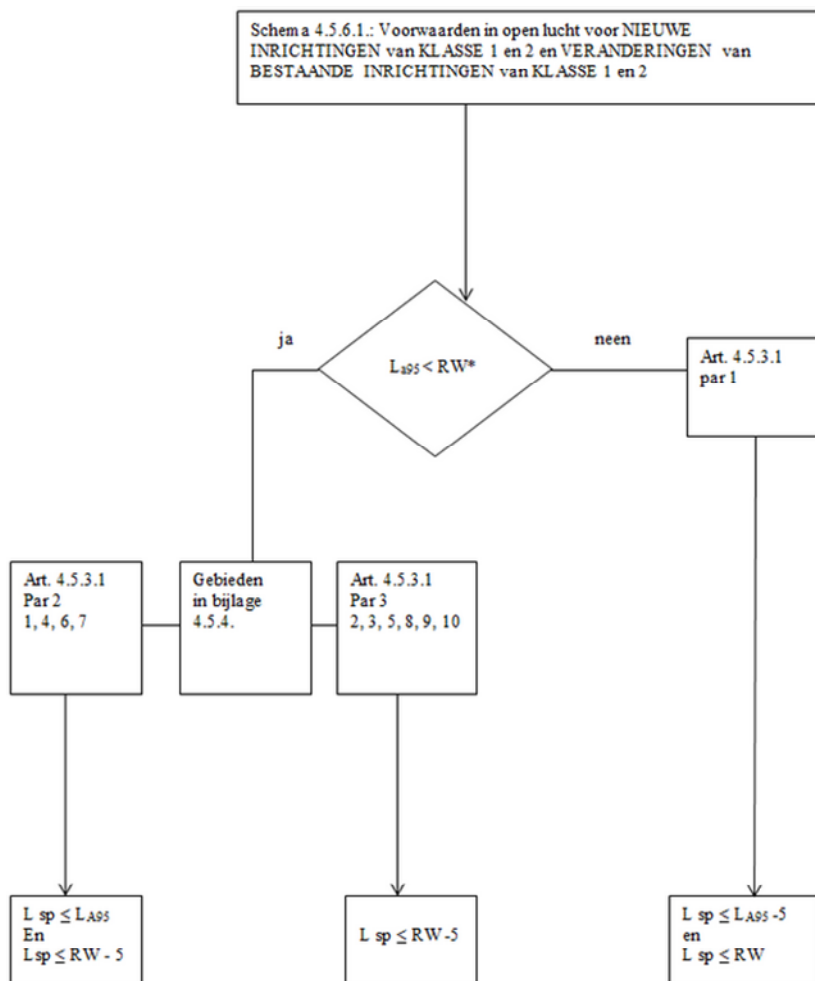 Schema 4.5.6.1.: Voorwaarden in open lucht voor NIEUWE
INRICHTINGEN van KLASSE 1 en 2 en VERANDERINGEN van
BESTAANDE INRICHTINGEN van KLASSE 1 en 2
ja
neen
La95 < RW*
Art. 4.5.3.1
par 1
Art. 4.5.3.1
Par 2
1, 4, 6, 7
Gebieden
in bijlage
4.5.4.
Art. 4.5.3.1
Par 3
2, 3, 5, 8, 9, 10
L sp ≤ LA95
En
Lsp ≤ RW - 5
L sp ≤ RW -5
L sp ≤ LA95 -5
en
L sp ≤ RW